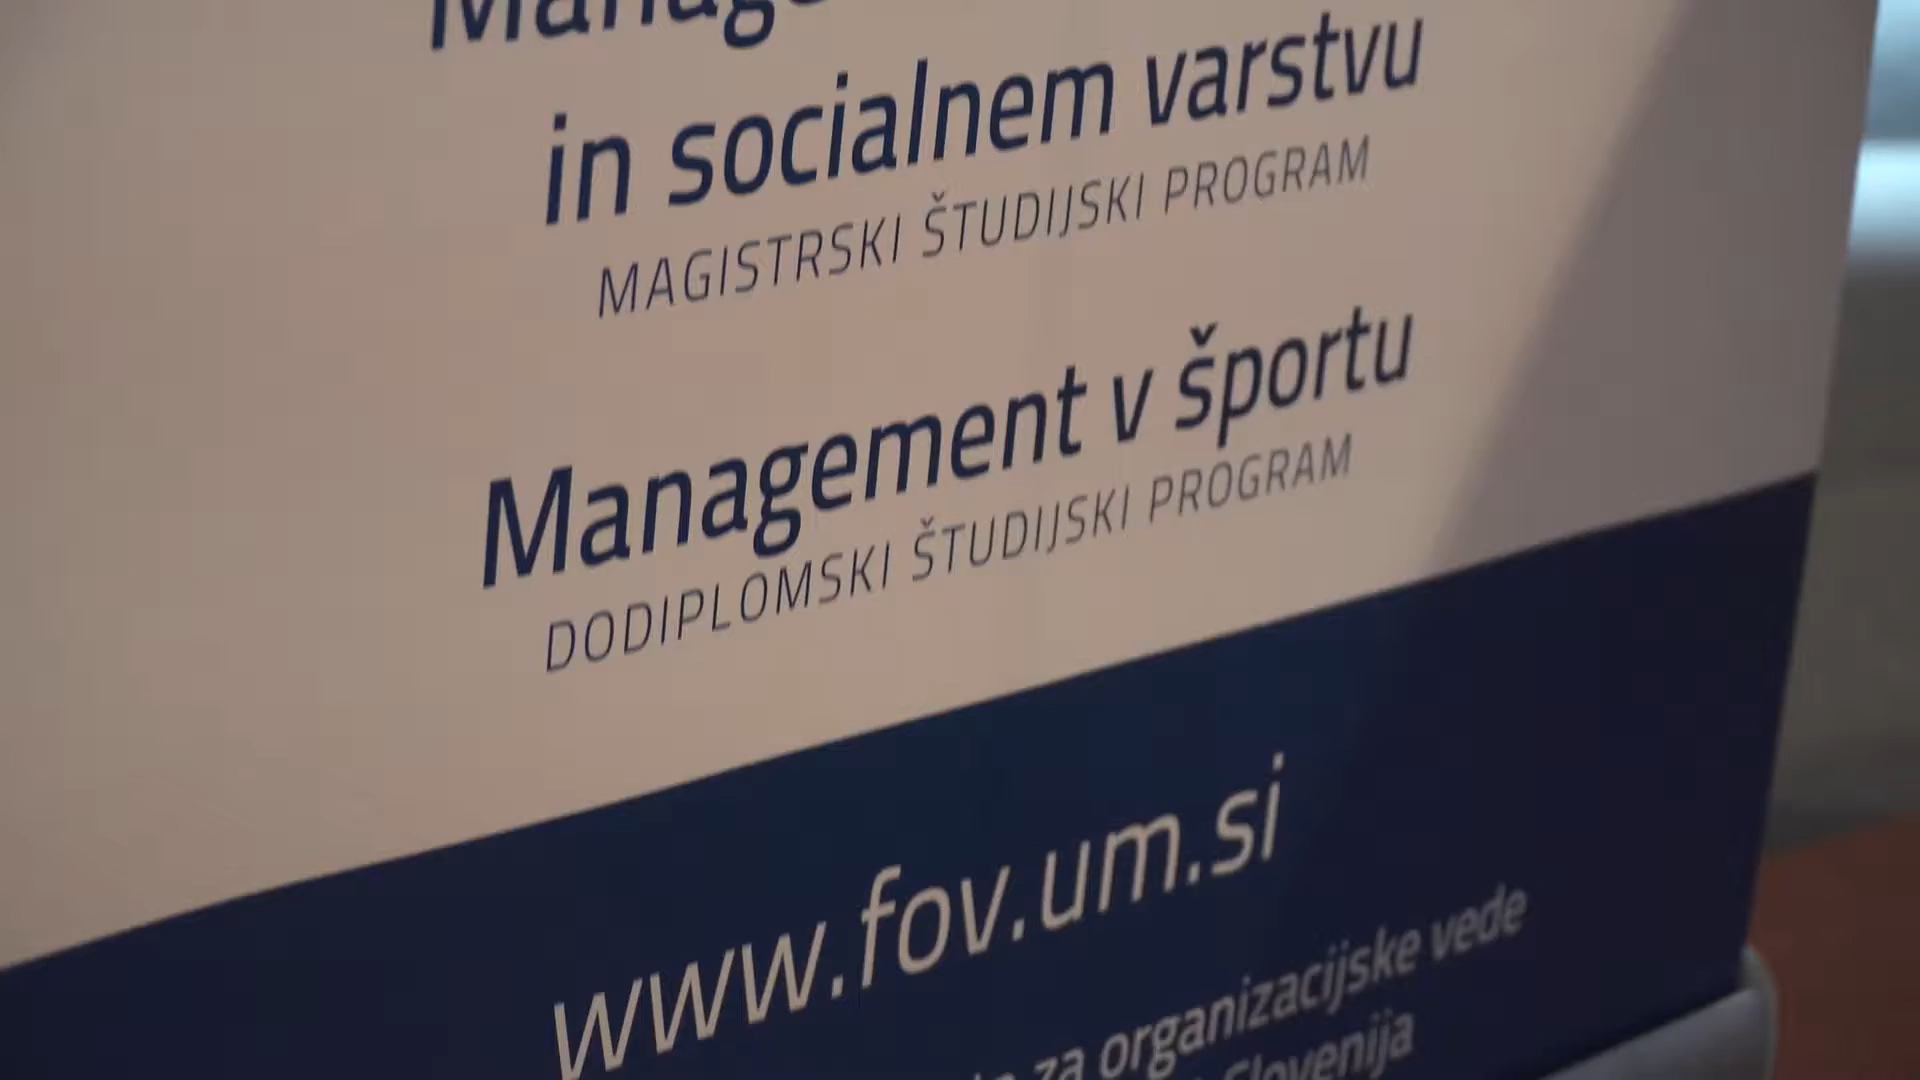 in socialnem varstvu
MAGISTRSKI ŠTUDIJSKI PROGRAM
Management v športu
DODIPLOMSKI ŠTUDIJSKI PROGRAM
www.fov.um.si
za organizacijske vede
Slovenija